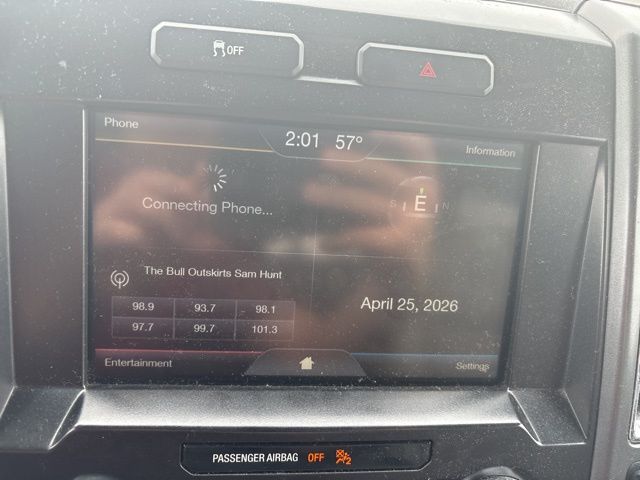 OFF
Phone
2:01 57°
Information
Connecting Phone...
S E N
The Bull Outskirts Sam Hunt
98.9 93.7 98.1
97.7 99.7 101.3
April 25, 2026
Entertainment
Settings
PASSENGER AIRBAG OFF 2